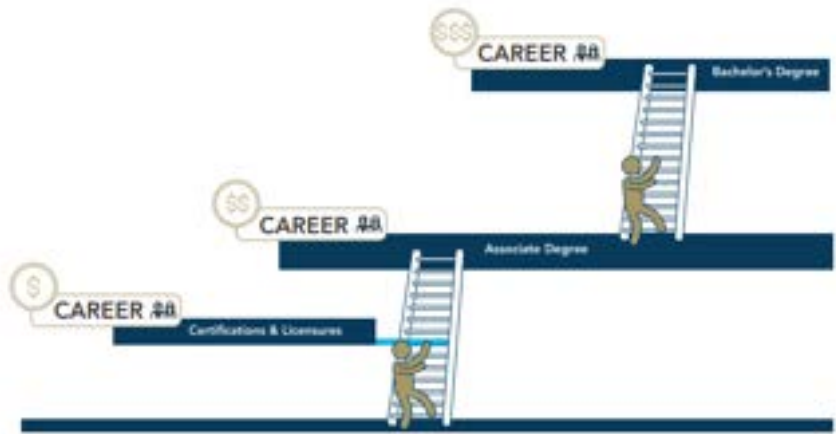 $$$
CAREER
Bachelor's Degree
$$
CAREER
Associate Degree
$
CAREER
Certifications & Licensures